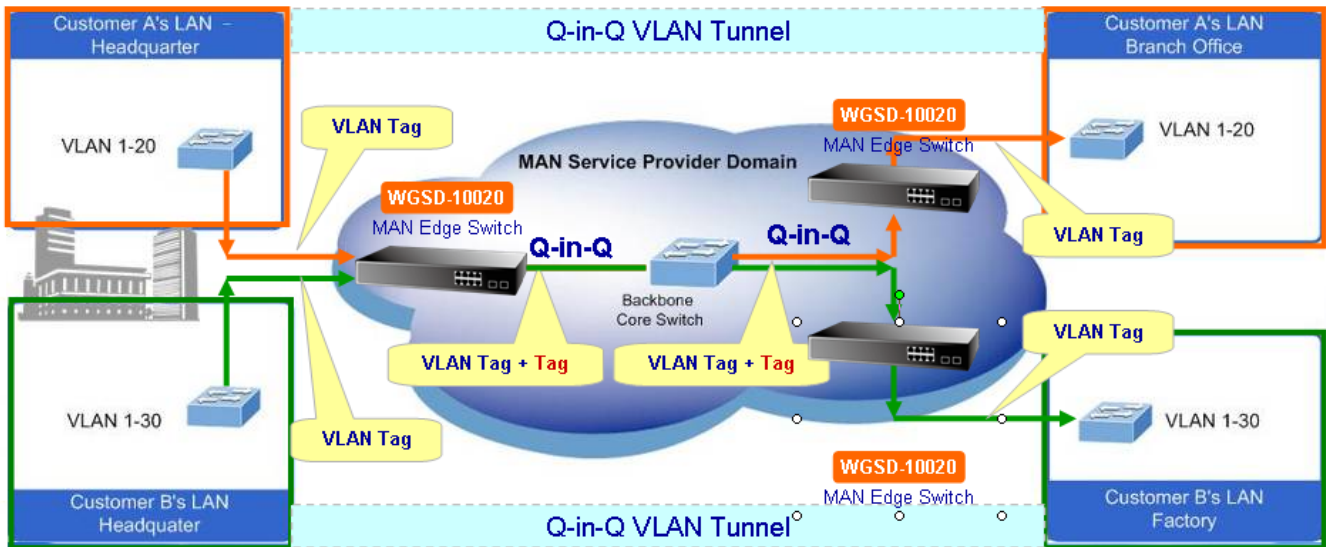 Customer A's LAN –
Headquarter
Q-in-Q VLAN Tunnel
Customer A's LAN
Branch Office
VLAN 1-20
VLAN Tag
WGSD-10020
MAN Edge Switch
VLAN 1-20
MAN Service Provider Domain
WGSD-10020
MAN Edge Switch
Q-in-Q
Q-in-Q
VLAN Tag
Backbone
Core Switch
VLAN Tag + Tag
VLAN Tag + Tag
VLAN Tag
VLAN 1-30
VLAN Tag
VLAN 1-30
WGSD-10020
MAN Edge Switch
Customer B's LAN
Headquater
Q-in-Q VLAN Tunnel
Customer B's LAN
Factory